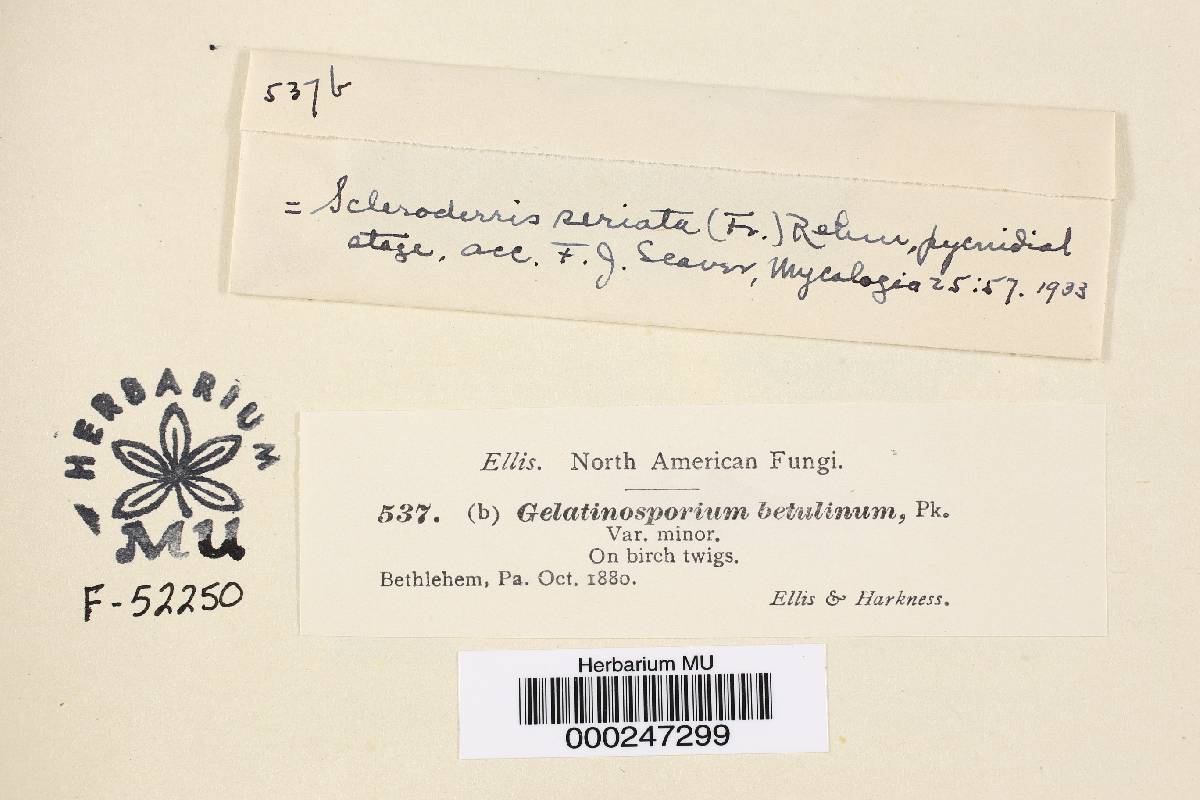 537b
= Scleroderris seriata (Fr.) Rehm, pycnidial
stage, acc. F. J. Seaver, Mycologia 25:57. 1933
HERBARIUM
MU
F-52250
Ellis. North American Fungi.
537. (b) Gelatinosporium betulinum, Pk.
Var. minor.
On birch twigs.
Bethlehem, Pa. Oct. 1880.
Ellis & Harkness.
Herbarium MU
000247299